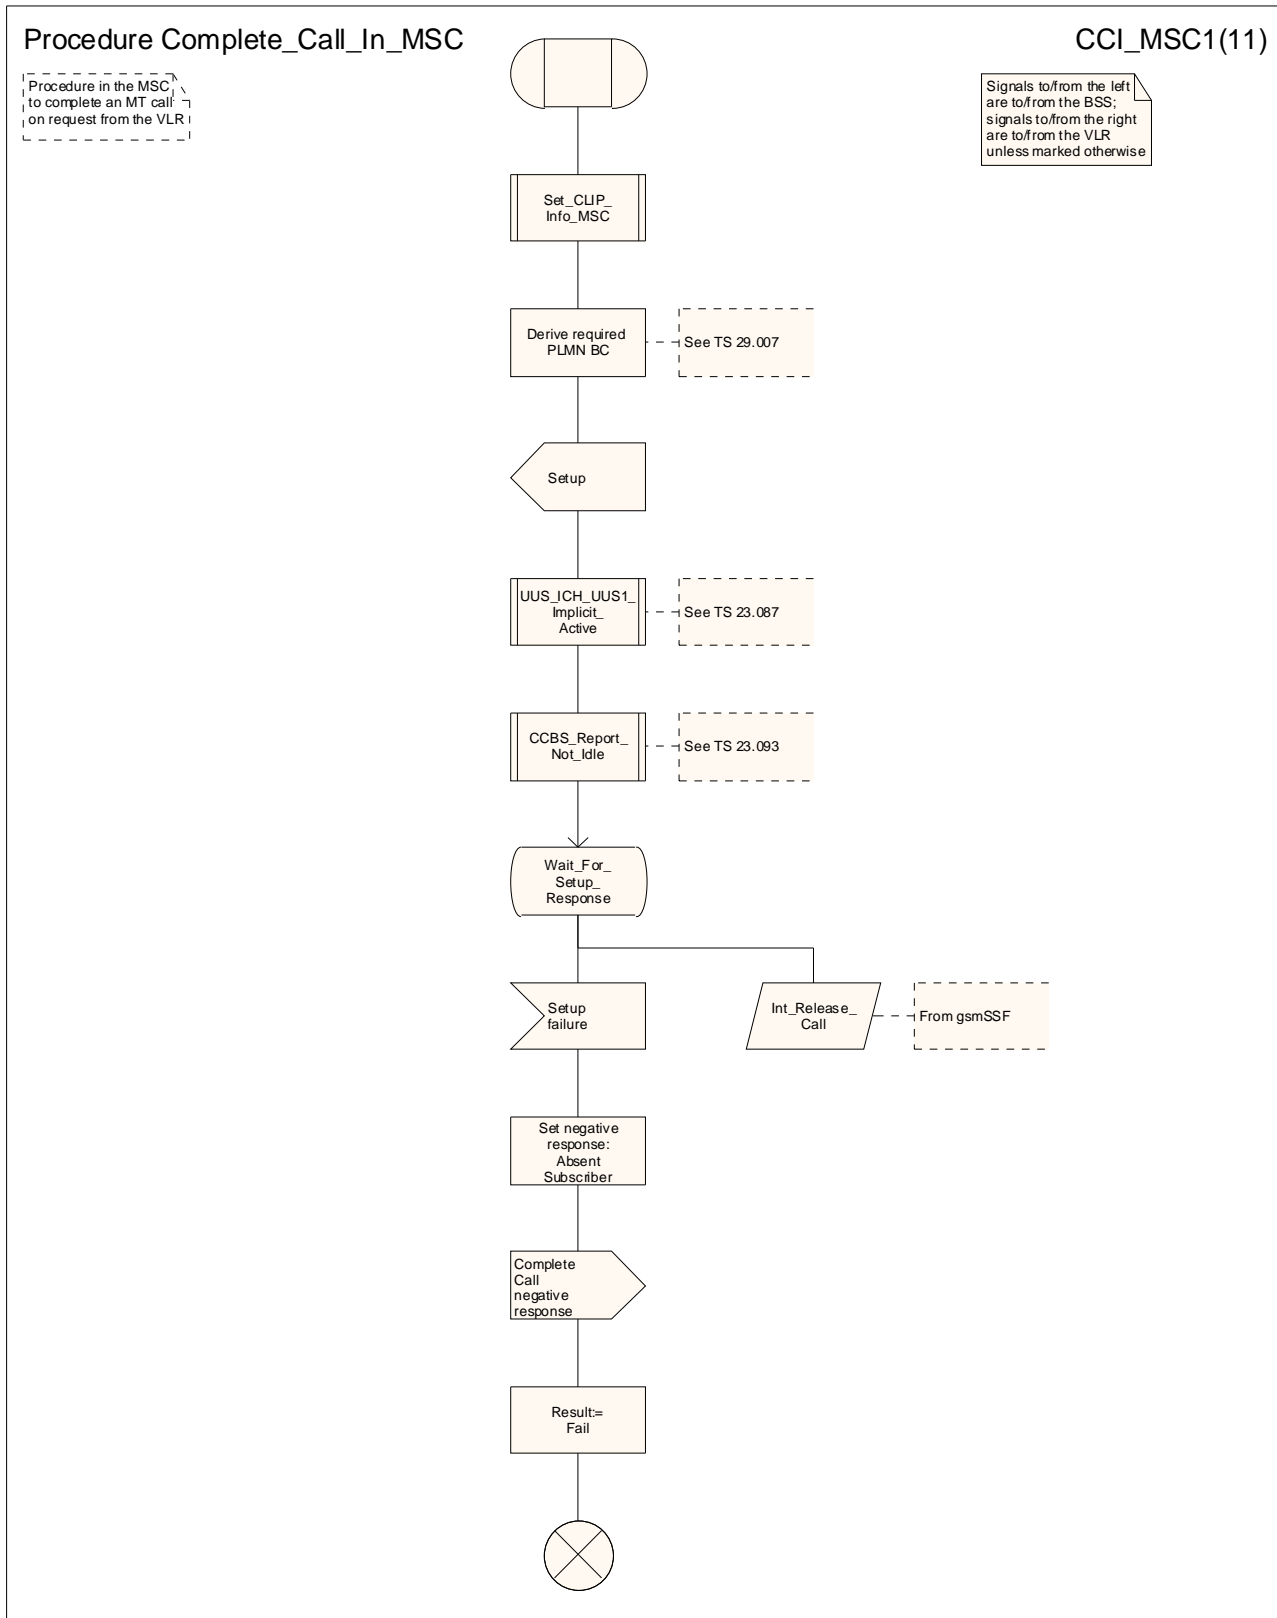 Procedure Complete_Call_In_MSC
CCI_MSC1(11)
Procedure in the MSC
to complete an MT call
on request from the VLR
Signals to/from the left
are to/from the BSS;
signals to/from the right
are to/from the VLR
unless marked otherwise
Set_CLIP_
Info_MSC
Derive required
PLMN BC
See TS 29.007
Setup
UUS_ICH_UUS1_
Implicit_
Active
See TS 23.087
CCBS_Report_
Not_Idle
See TS 23.093
Wait_For_
Setup_
Response
Setup
failure
Int_Release_
Call
From gsmSSF
Set negative
response:
Absent
Subscriber
Complete
Call
negative
response
Result:=
Fail